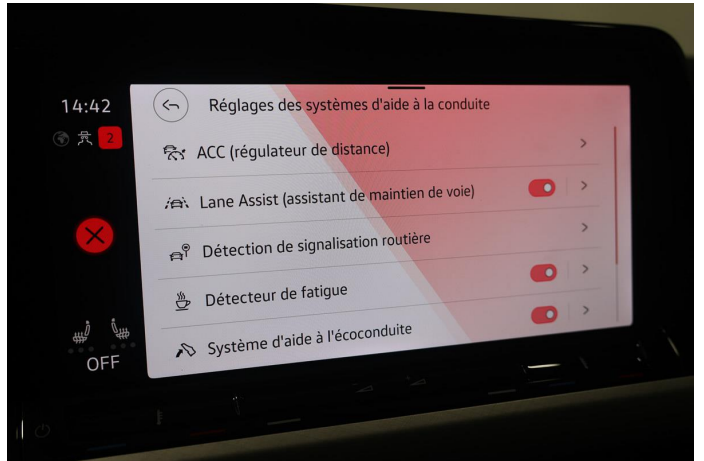 14:42
Réglages des systèmes d'aide à la conduite
2
ACC (régulateur de distance)
Lane Assist (assistant de maintien de voie)
Détection de signalisation routière
Détecteur de fatigue
Système d'aide à l'écoconduite
OFF